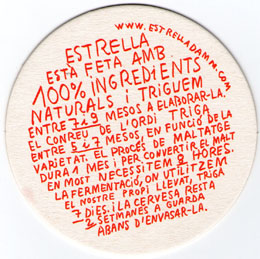 www.estrelladamm.com
ESTRELLA
ESTÀ FETA AMB
100% INGREDIENTS
NATURALS i TRIGUEM
ENTRE 7 i 9 MESOS A ELABORAR-LA.
EL CONREU DE L'ORDI TRIGA
ENTRE 5 i 7 MESOS, EN FUNCIÓ DE LA
VARIETAT. EL PROCÉS DE MALTATGE
DURA 1 MES i PER CONVERTIR EL MALT
EN MOST NECESSITEM 8 HORES.
LA FERMENTACIÓ, ON UTILITZEM
EL NOSTRE PROPI LLEVAT, TRIGA
7 DIES. i LA CERVESA RESTA
2 SETMANES A GUARDA
ABANS D'ENVASAR-LA.